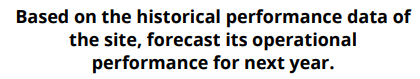 Based on the historical performance data of
the site, forecast its operational
performance for next year.